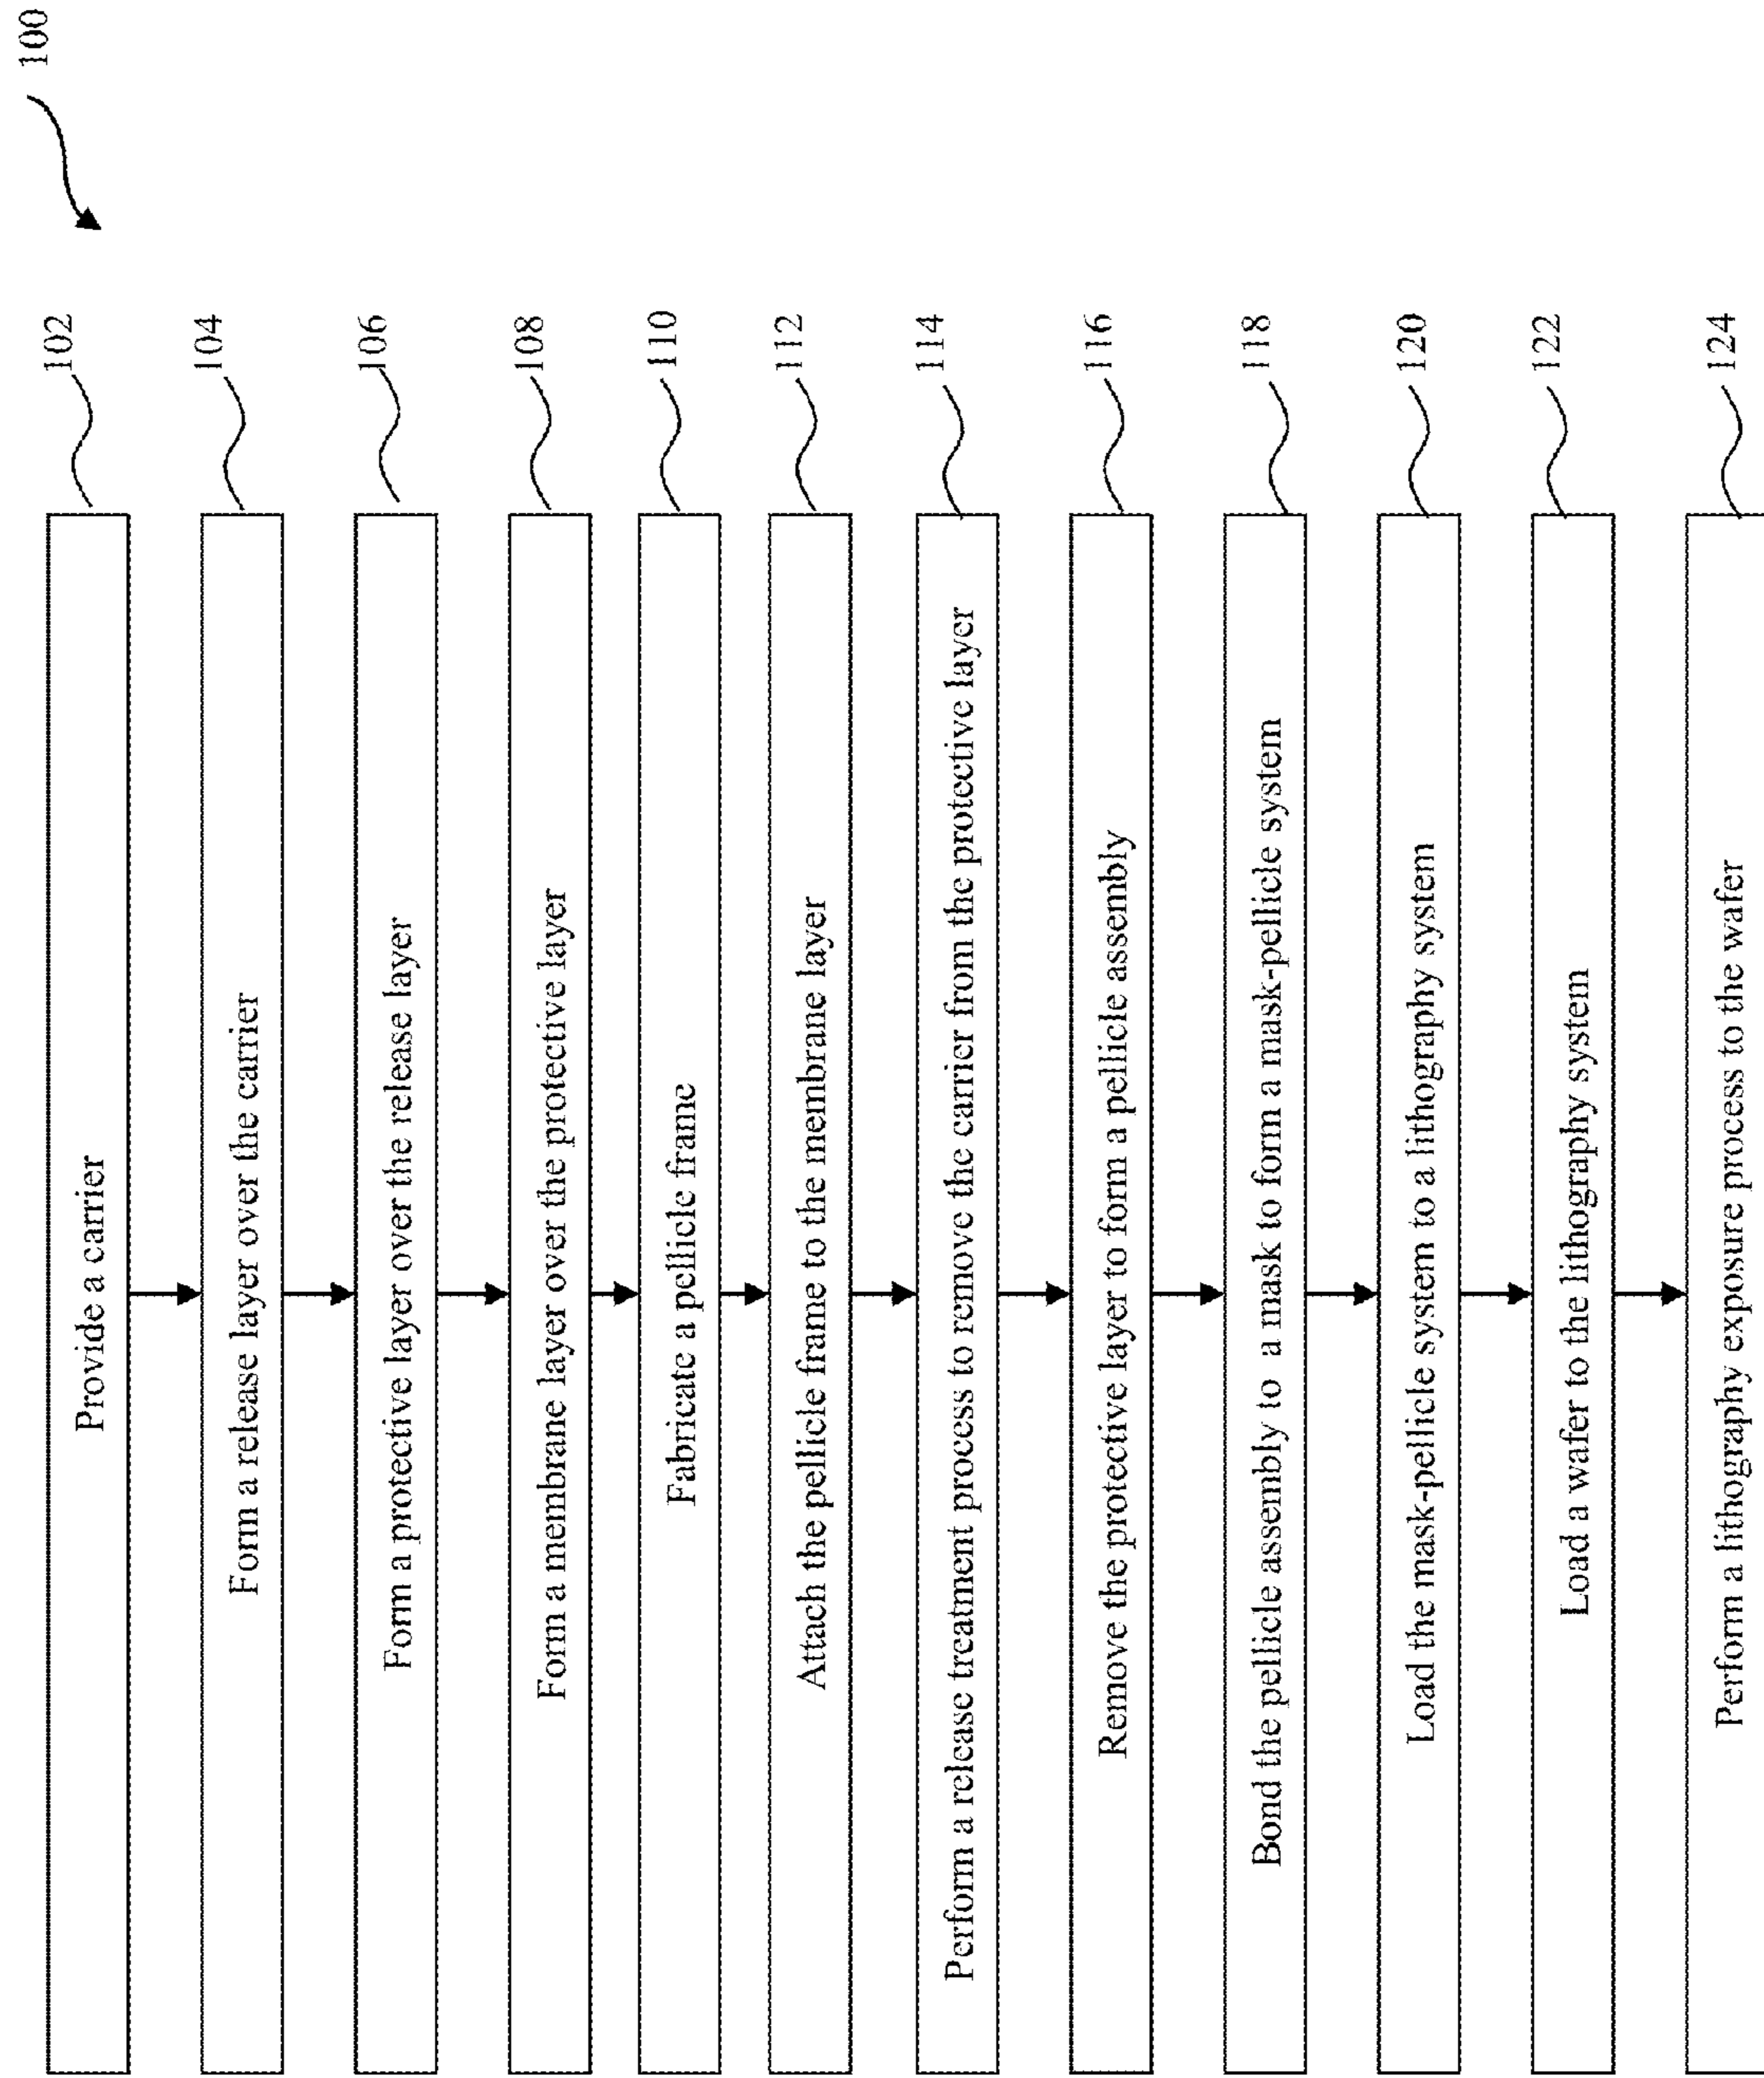 100
Provide a carrier
102
Form a release layer over the carrier
104
Form a protective layer over the release layer
106
Form a membrane layer over the protective layer
108
Fabricate a pellicle frame
110
Attach the pellicle frame to the membrane layer
112
Perform a release treatment process to remove the carrier from the protective layer
114
Remove the protective layer to form a pellicle assembly
116
Bond the pellicle assembly to a mask to form a mask-pellicle system
118
Load the mask-pellicle system to a lithography system
120
Load a wafer to the lithography system
122
Perform a lithography exposure process to the wafer
124